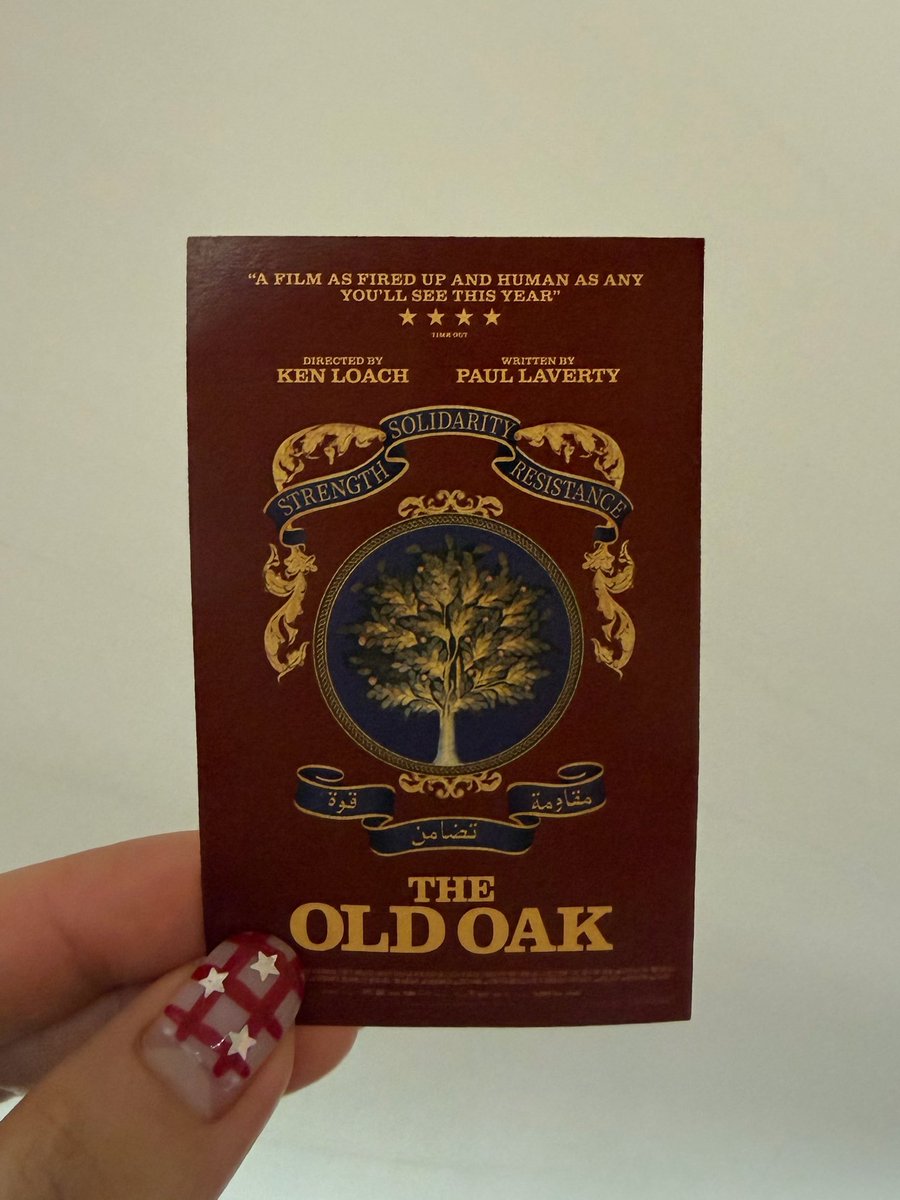 “A FILM AS FIRED UP AND HUMAN AS ANY
YOU’LL SEE THIS YEAR”
TIME OUT
DIRECTED BY
KEN LOACH
WRITTEN BY
PAUL LAVERTY
STRENGTH
SOLIDARITY
RESISTANCE
مقاومة
تضامن
قوة
THE
OLD OAK